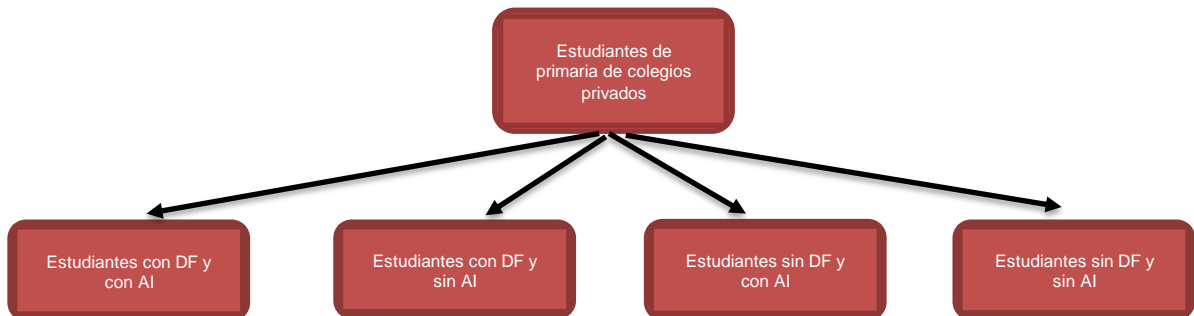 Estudiantes de
primaria de colegios
privados
Estudiantes con DF y
con AI
Estudiantes con DF y
sin AI
Estudiantes sin DF y
con AI
Estudiantes sin DF y
sin AI